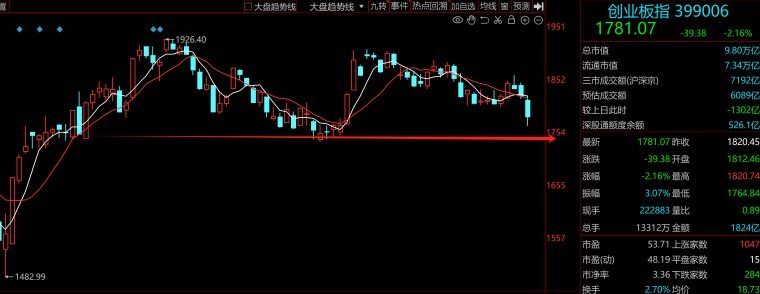 置
大盘趋势线 大盘趋势线 九转 事件 热点回溯 加自选 均线 窗 预测
创业板指 399006
1781.07 -39.38 -2.16%
总市值 9.80万亿
流通市值 7.34万亿
三市成交额(沪深京) 7192亿
预估成交额 6089亿
较上日此时 -1302亿
深股通额度余额 526.1亿
最新 1781.07 昨收 1820.45
涨跌 -39.38 开盘 1812.46
涨幅 -2.16% 最高 1820.74
振幅 3.07% 最低 1764.84
现手 222883 量比 0.89
总手 13312万 金额 1824亿
市盈 53.71 上涨家数 1047
市盈(动) 48.19 平盘家数 15
市净率 3.36 下跌家数 284
换手 2.70% 均价 18.73
1951
1926.40
1852
1754
1655
1557
1482.99